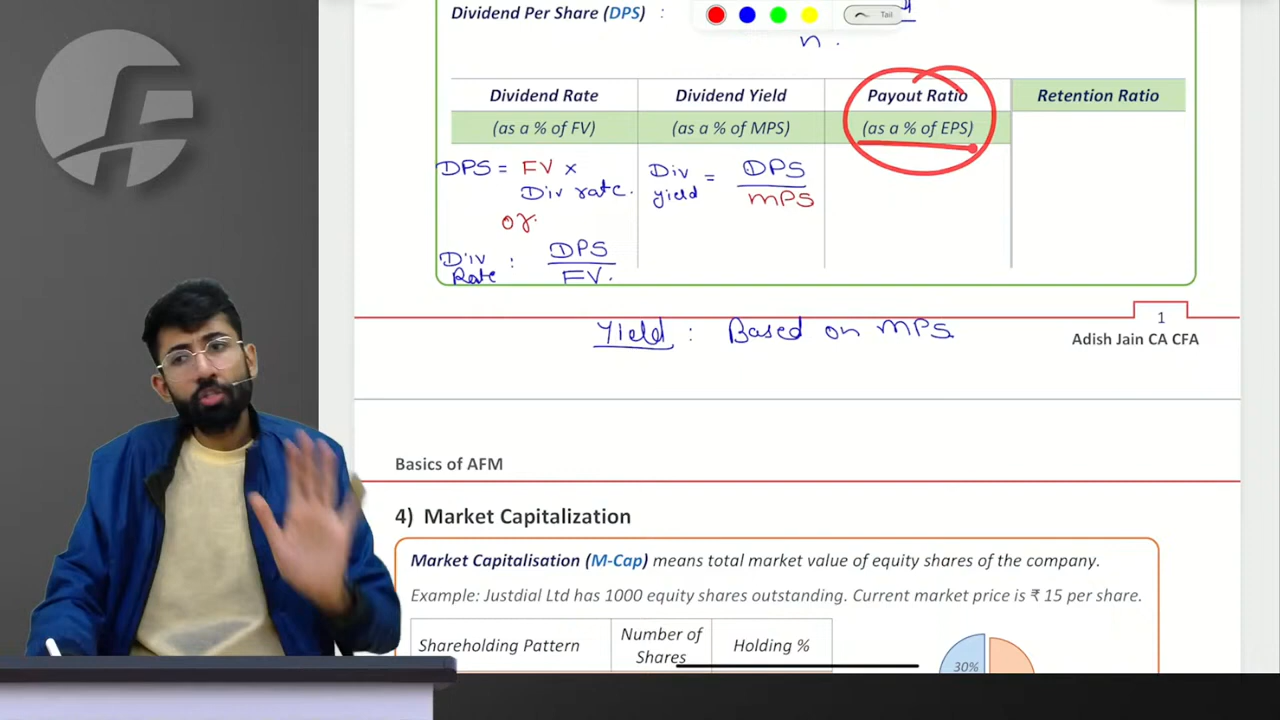 Dividend Per Share (DPS) :
Tail
n.
Dividend Rate Dividend Yield Payout Ratio Retention Ratio
(as a % of FV) (as a % of MPS) (as a % of EPS)
DPS = FV ×
Div rate.
or
Div Rate : DPS / FV.
Div yield = DPS / MPS
1
Yield : Based on MPS.
Adish Jain CA CFA
Basics of AFM
4) Market Capitalization
Market Capitalisation (M-Cap) means total market value of equity shares of the company.
Example: Justdial Ltd has 1000 equity shares outstanding. Current market price is ₹ 15 per share.
Shareholding Pattern Number of Shares Holding %
30%